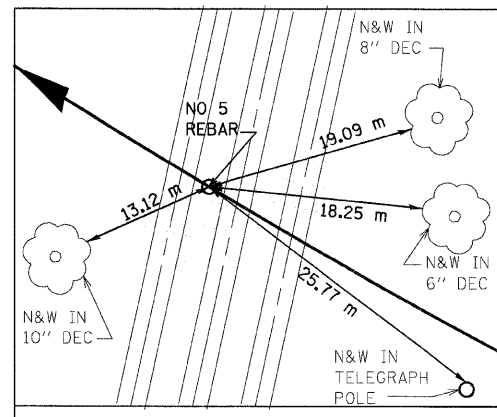 N&W IN
8" DEC
NO 5
REBAR
19.09 m
13.12 m
18.25 m
25.77 m
N&W IN
6" DEC
N&W IN
10" DEC
N&W IN
TELEGRAPH
POLE